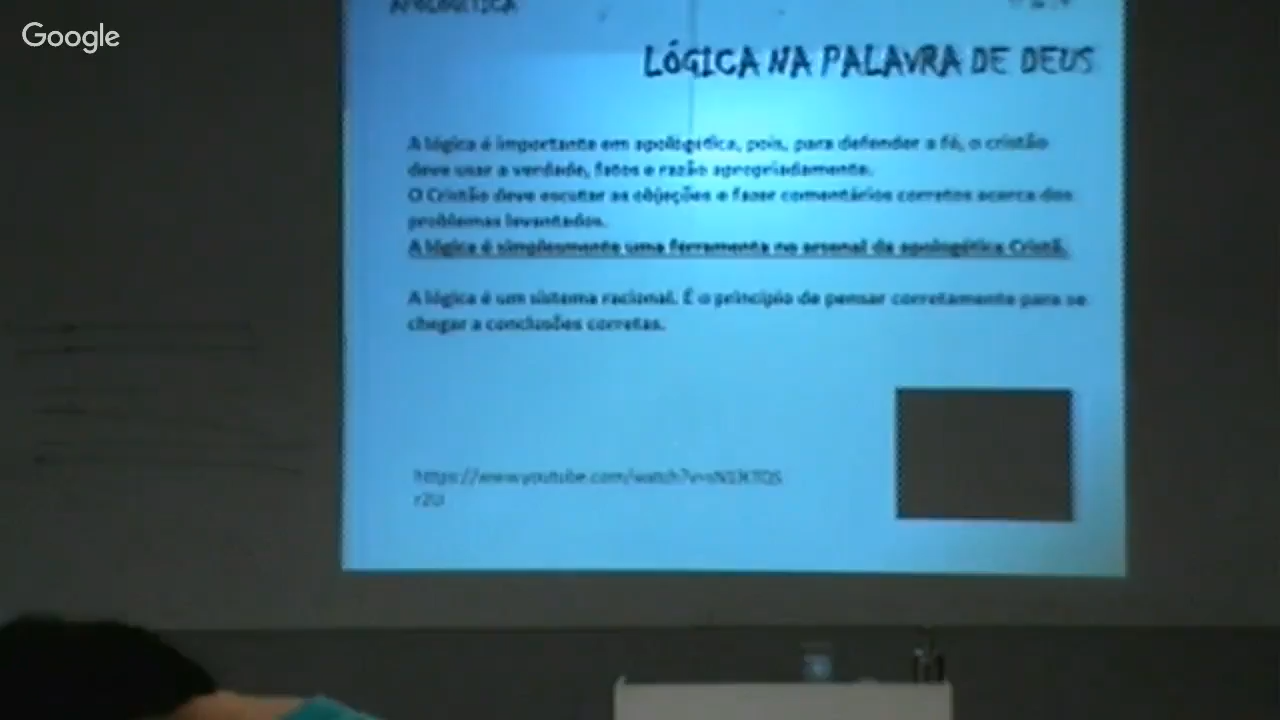 Google
APOLOGÉTICA
LÓGICA NA PALAVRA DE DEUS
A lógica é importante em apologética, pois, para defender a fé, o cristão
deve usar a verdade, fatos e razão apropriadamente.
O Cristão deve escutar as objeções e fazer comentários corretos acerca dos
problemas levantados.
A lógica é simplesmente uma ferramenta no arsenal da apologética Cristã.
A lógica é um sistema racional. É o princípio de pensar corretamente para se
chegar a conclusões corretas.